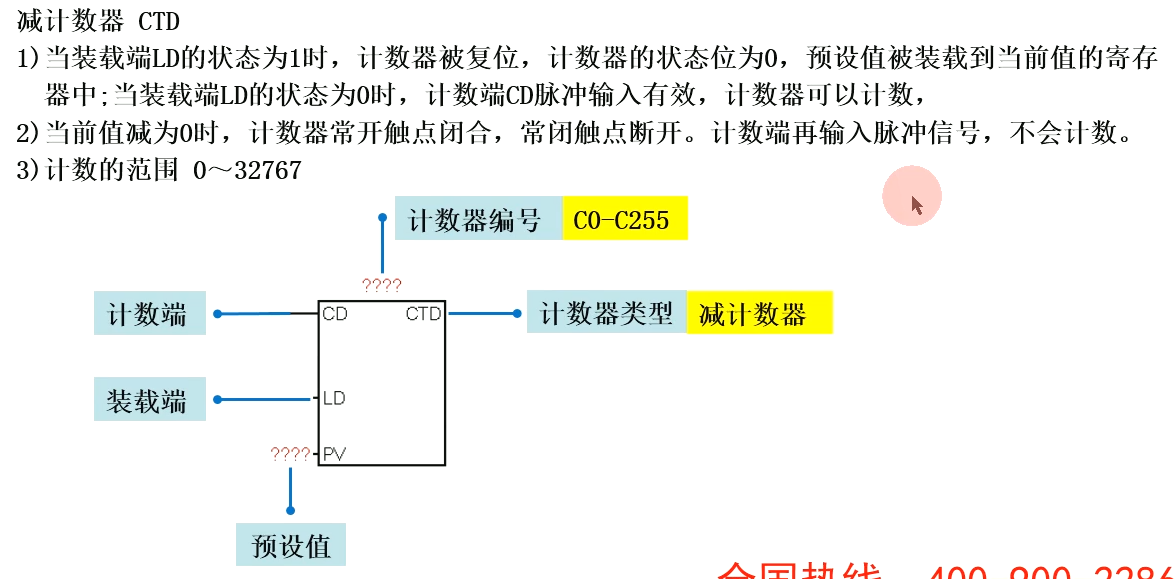 减计数器 CTD
1)当装载端LD的状态为1时，计数器被复位，计数器的状态位为0，预设值被装载到当前值的寄存
器中;当装载端LD的状态为0时，计数端CD脉冲输入有效，计数器可以计数，
2)当前值减为0时，计数器常开触点闭合，常闭触点断开。计数端再输入脉冲信号，不会计数。
3)计数的范围 0～32767
计数器编号 C0-C255
????
计数端 CD CTD 计数器类型 减计数器
装载端 LD
???? PV
预设值
全国热线 400-900-2286